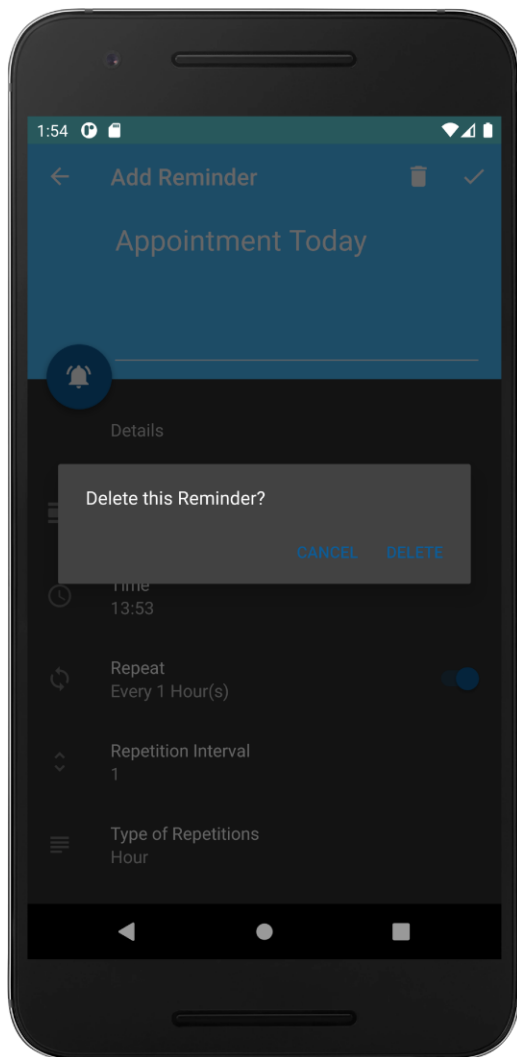 1:54
Add Reminder
Appointment Today
Details
Delete this Reminder?
CANCEL DELETE
Time
13:53
Repeat
Every 1 Hour(s)
Repetition Interval
1
Type of Repetitions
Hour